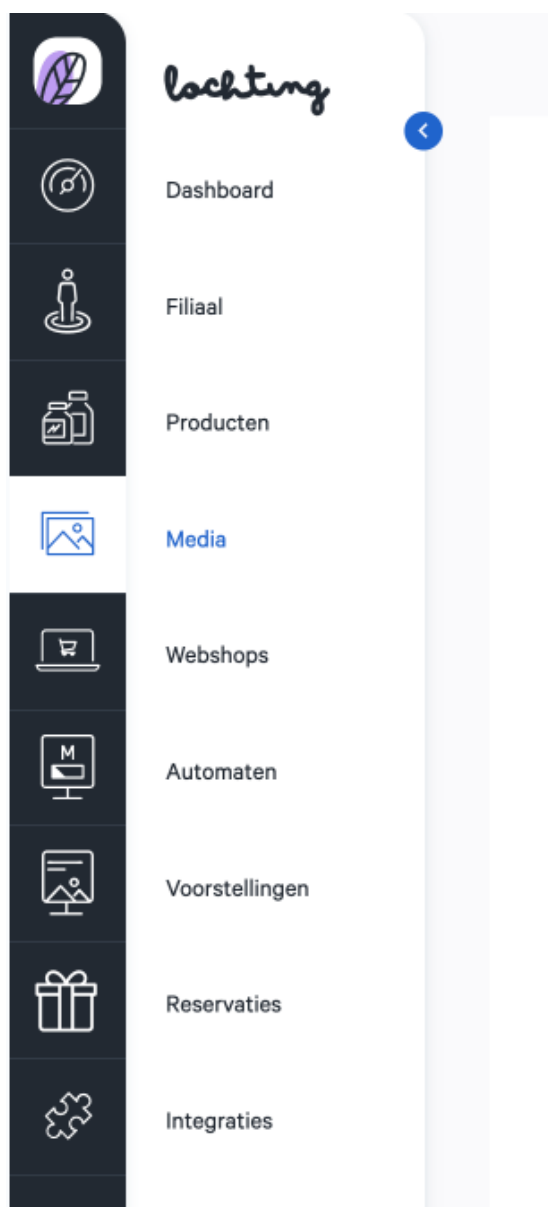 lochting
Dashboard
Filiaal
Producten
Media
Webshops
M
Automaten
Voorstellingen
Reservaties
Integraties